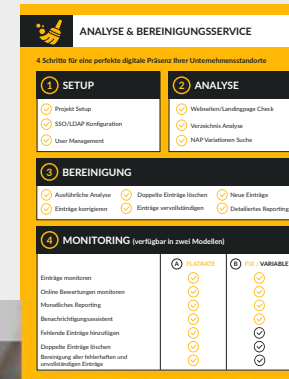 ANALYSE & BEREINIGUNGSSERVICE
4 Schritte für eine perfekte digitale Präsenz Ihrer Unternehmensstandorte
1 SETUP
Projekt Setup
SSO/LDAP Konfiguration
User Management
2 ANALYSE
Webseiten/Landingpage Check
Verzeichnis Analyse
NAP Variationen Suche
3 BEREINIGUNG
Ausführliche Analyse
Doppelte Einträge löschen
Neue Einträge
Einträge korrigieren
Einträge vervollständigen
Detailiertes Reporting
4 MONITORING (verfügbar in zwei Modellen)
A FLATRATE
B FIX / VARIABLE
Einträge monitoren
Online Bewertungen monitoren
Monatliches Reporting
Benachrichtigungsassistent
Fehlende Einträge hinzufügen
Doppelte Einträge löschen
Bereinigung aller fehlerhaften und
unvollständigen Einträge